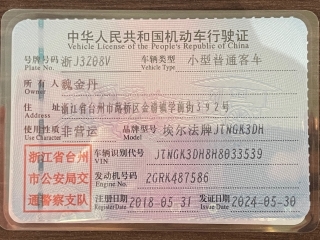 中华人民共和国机动车行驶证
Vehicle License of the People's Republic of China
号牌号码 浙J3Z08V 车辆类型 小型普通客车
Plate No. Vehicle Type
所有人 魏金丹
Owner
住址 浙江省台州市路桥区金清镇学前街392号
Address
使用性质 非营运 品牌型号 埃尔法牌JTNGK3DH
Use Character Model
浙江省台州市公安局交通警察支队
车辆识别代号 JTNGK3DH8H8033539
VIN
发动机号码 2GRK487586
Engine No.
注册日期 2018-05-31 发证日期 2024-05-30
Register Date Issue Date